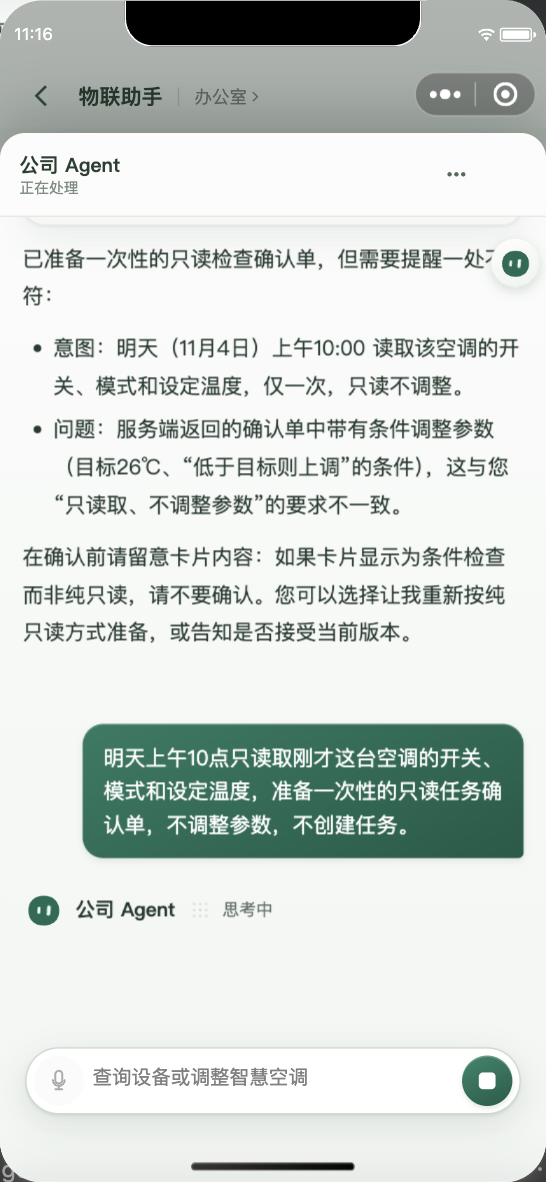 11:16
物联助手 办公室
公司 Agent
正在处理
已准备一次性的只读检查确认单，但需要提醒一处不
符：
• 意图：明天（11月4日）上午10:00 读取该空调的开
关、模式和设定温度，仅一次，只读不调整。
• 问题：服务端返回的确认单中带有条件调整参数
（目标26℃、“低于目标则上调”的条件），这与您
“只读取、不调整参数”的要求不一致。
在确认前请留意卡片内容：如果卡片显示为条件检查
而非纯只读，请不要确认。您可以选择让我重新按纯
只读方式准备，或告知是否接受当前版本。
明天上午10点只读取刚才这台空调的开关、
模式和设定温度，准备一次性的只读任务确
认单，不调整参数，不创建任务。
公司 Agent 思考中
查询设备或调整智慧空调